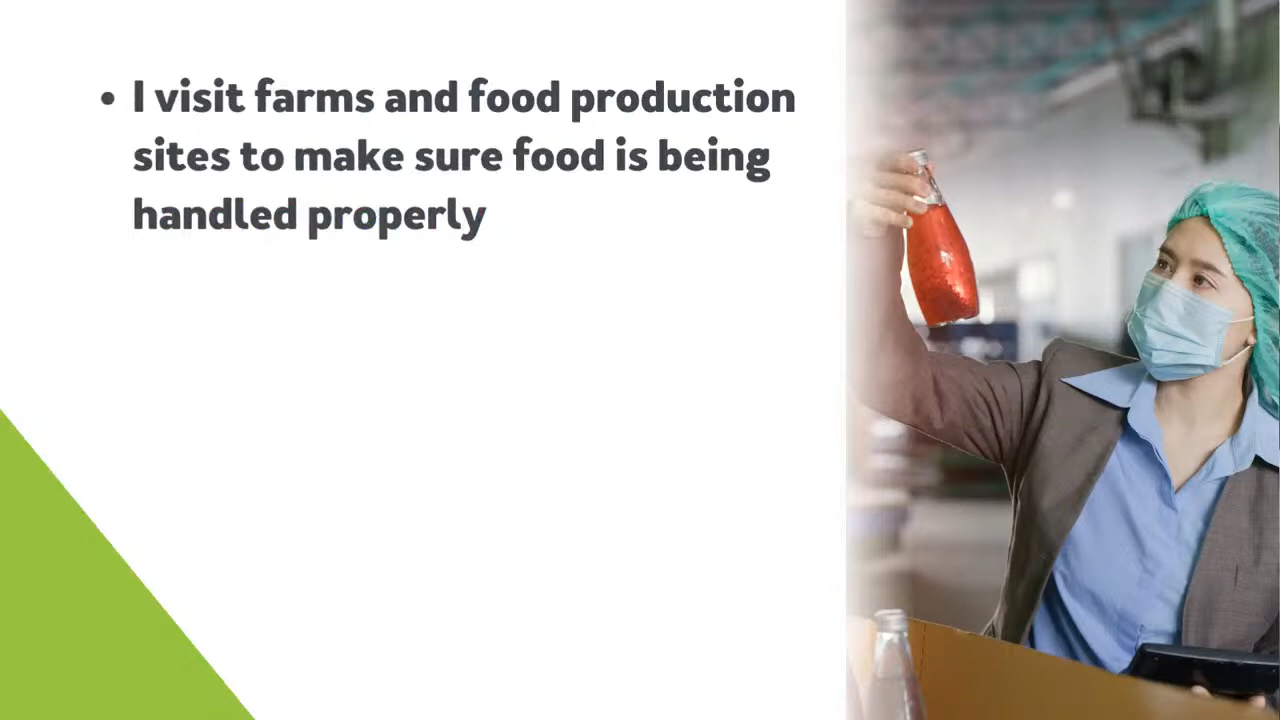 • I visit farms and food production
sites to make sure food is being
handled properly